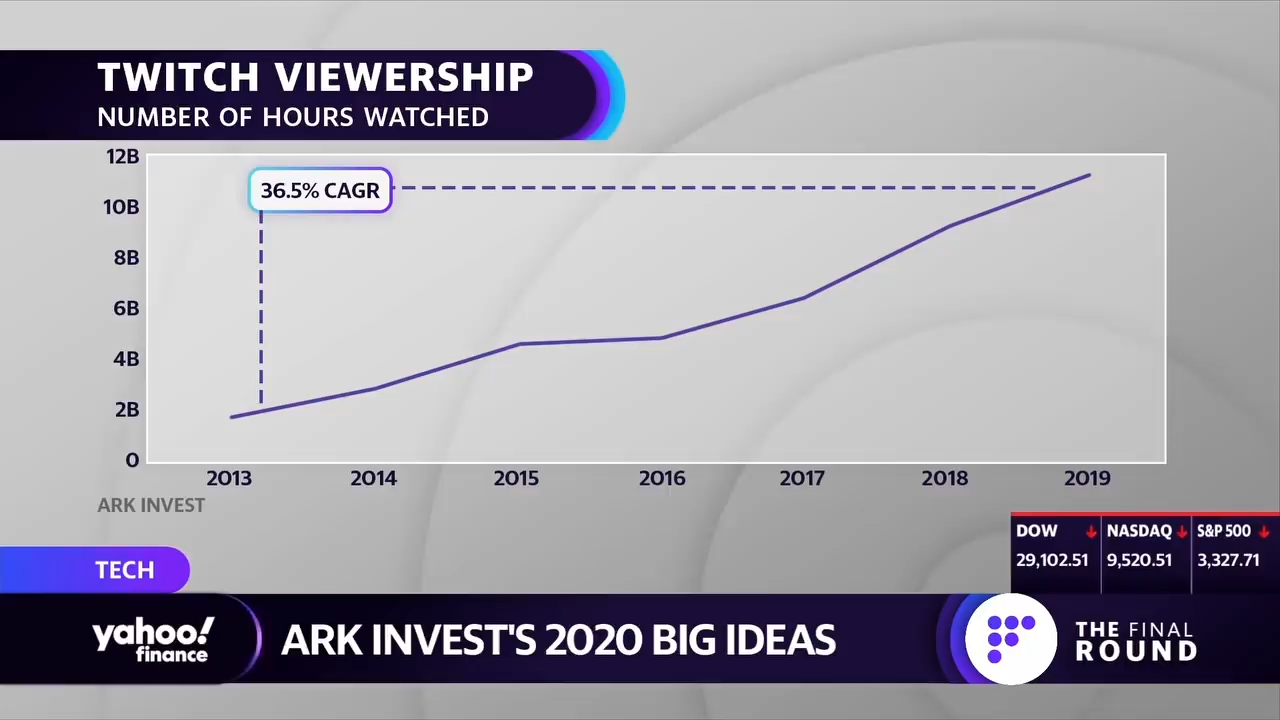 TWITCH VIEWERSHIP
NUMBER OF HOURS WATCHED
12B
36.5% CAGR
10B
8B
6B
4B
2B
0
2013 2014 2015 2016 2017 2018 2019
ARK INVEST
DOW NASDAQ S&P 500
29,102.51 9,520.51 3,327.71
TECH
yahoo!
finance
ARK INVEST'S 2020 BIG IDEAS
THE FINAL
ROUND